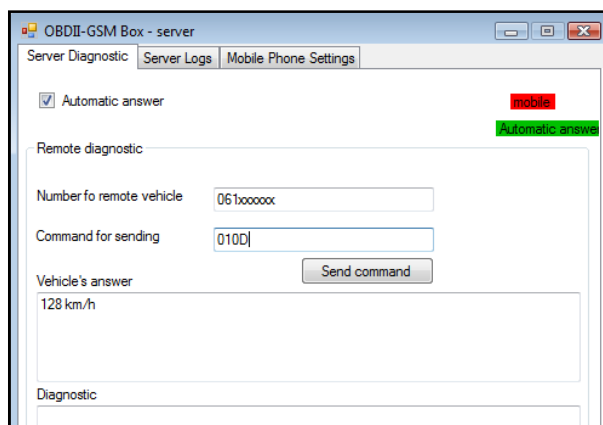 OBDII-GSM Box - server
Server Diagnostic Server Logs Mobile Phone Settings
Automatic answer mobile
Automatic answe
Remote diagnostic
Number fo remote vehicle 061xxxxxx
Command for sending 010D
Send command
Vehicle's answer
128 km/h
Diagnostic